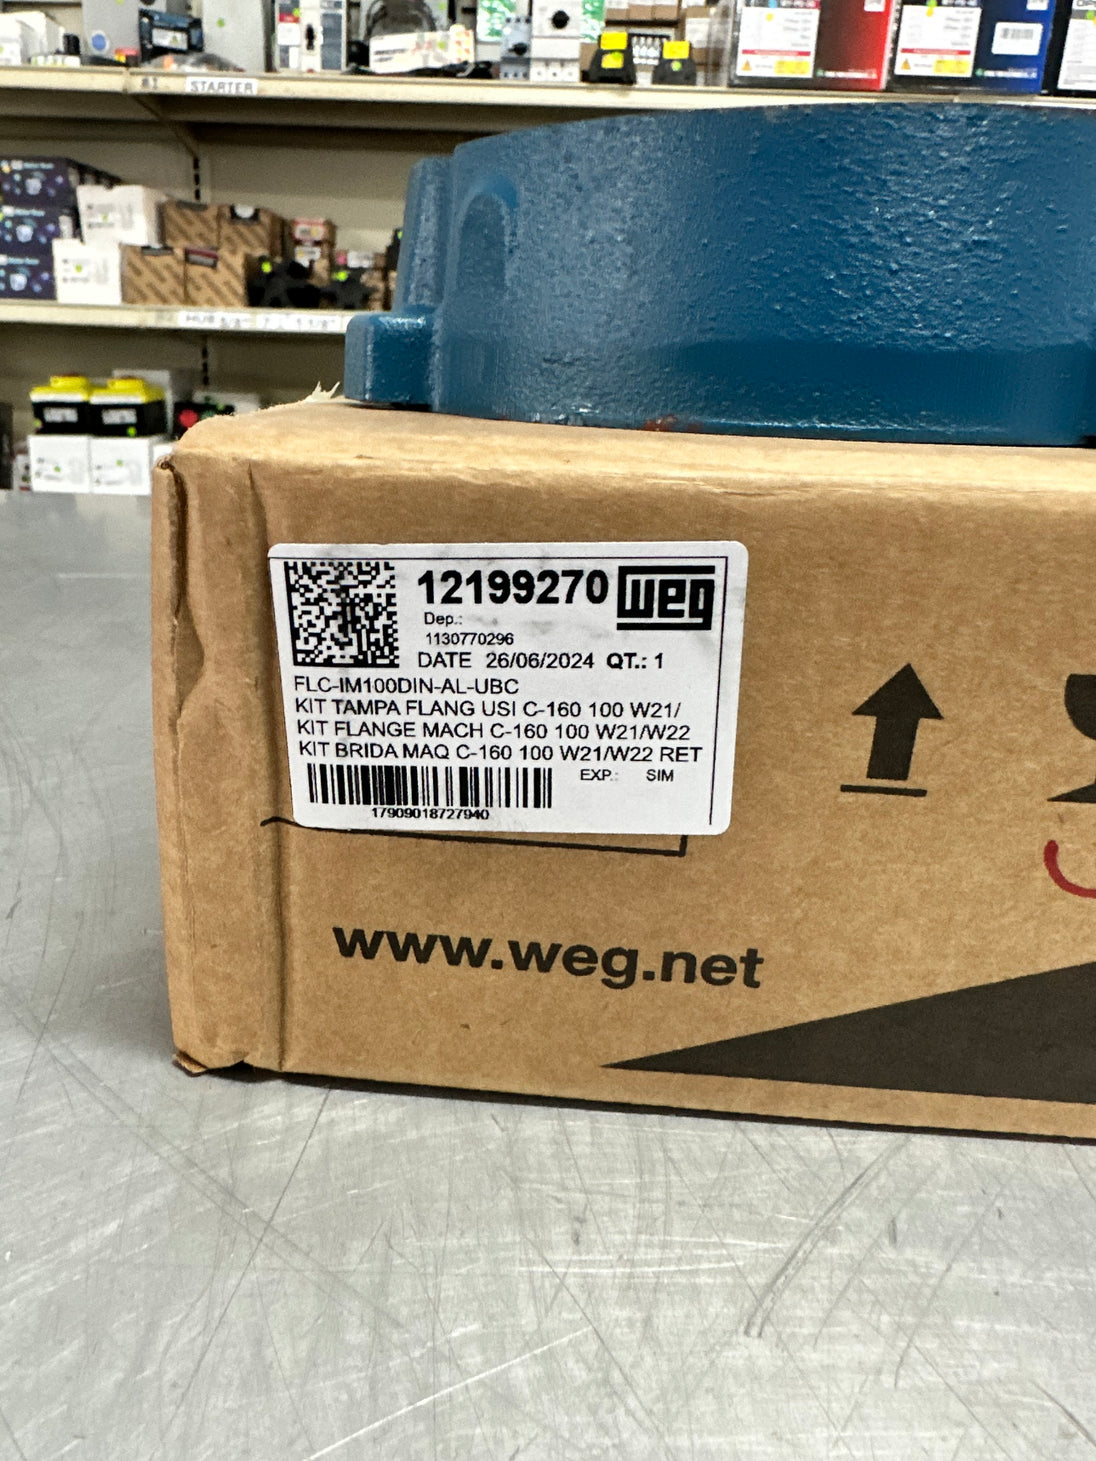 STARTER
12199270 weg
Dep.:
1130770296
DATE 26/06/2024 QT.: 1
FLC-IM100DIN-AL-UBC
KIT TAMPA FLANG USI C-160 100 W21/
KIT FLANGE MACH C-160 100 W21/W22
KIT BRIDA MAQ C-160 100 W21/W22 RET
EXP.: SIM
17909018727940
www.weg.net